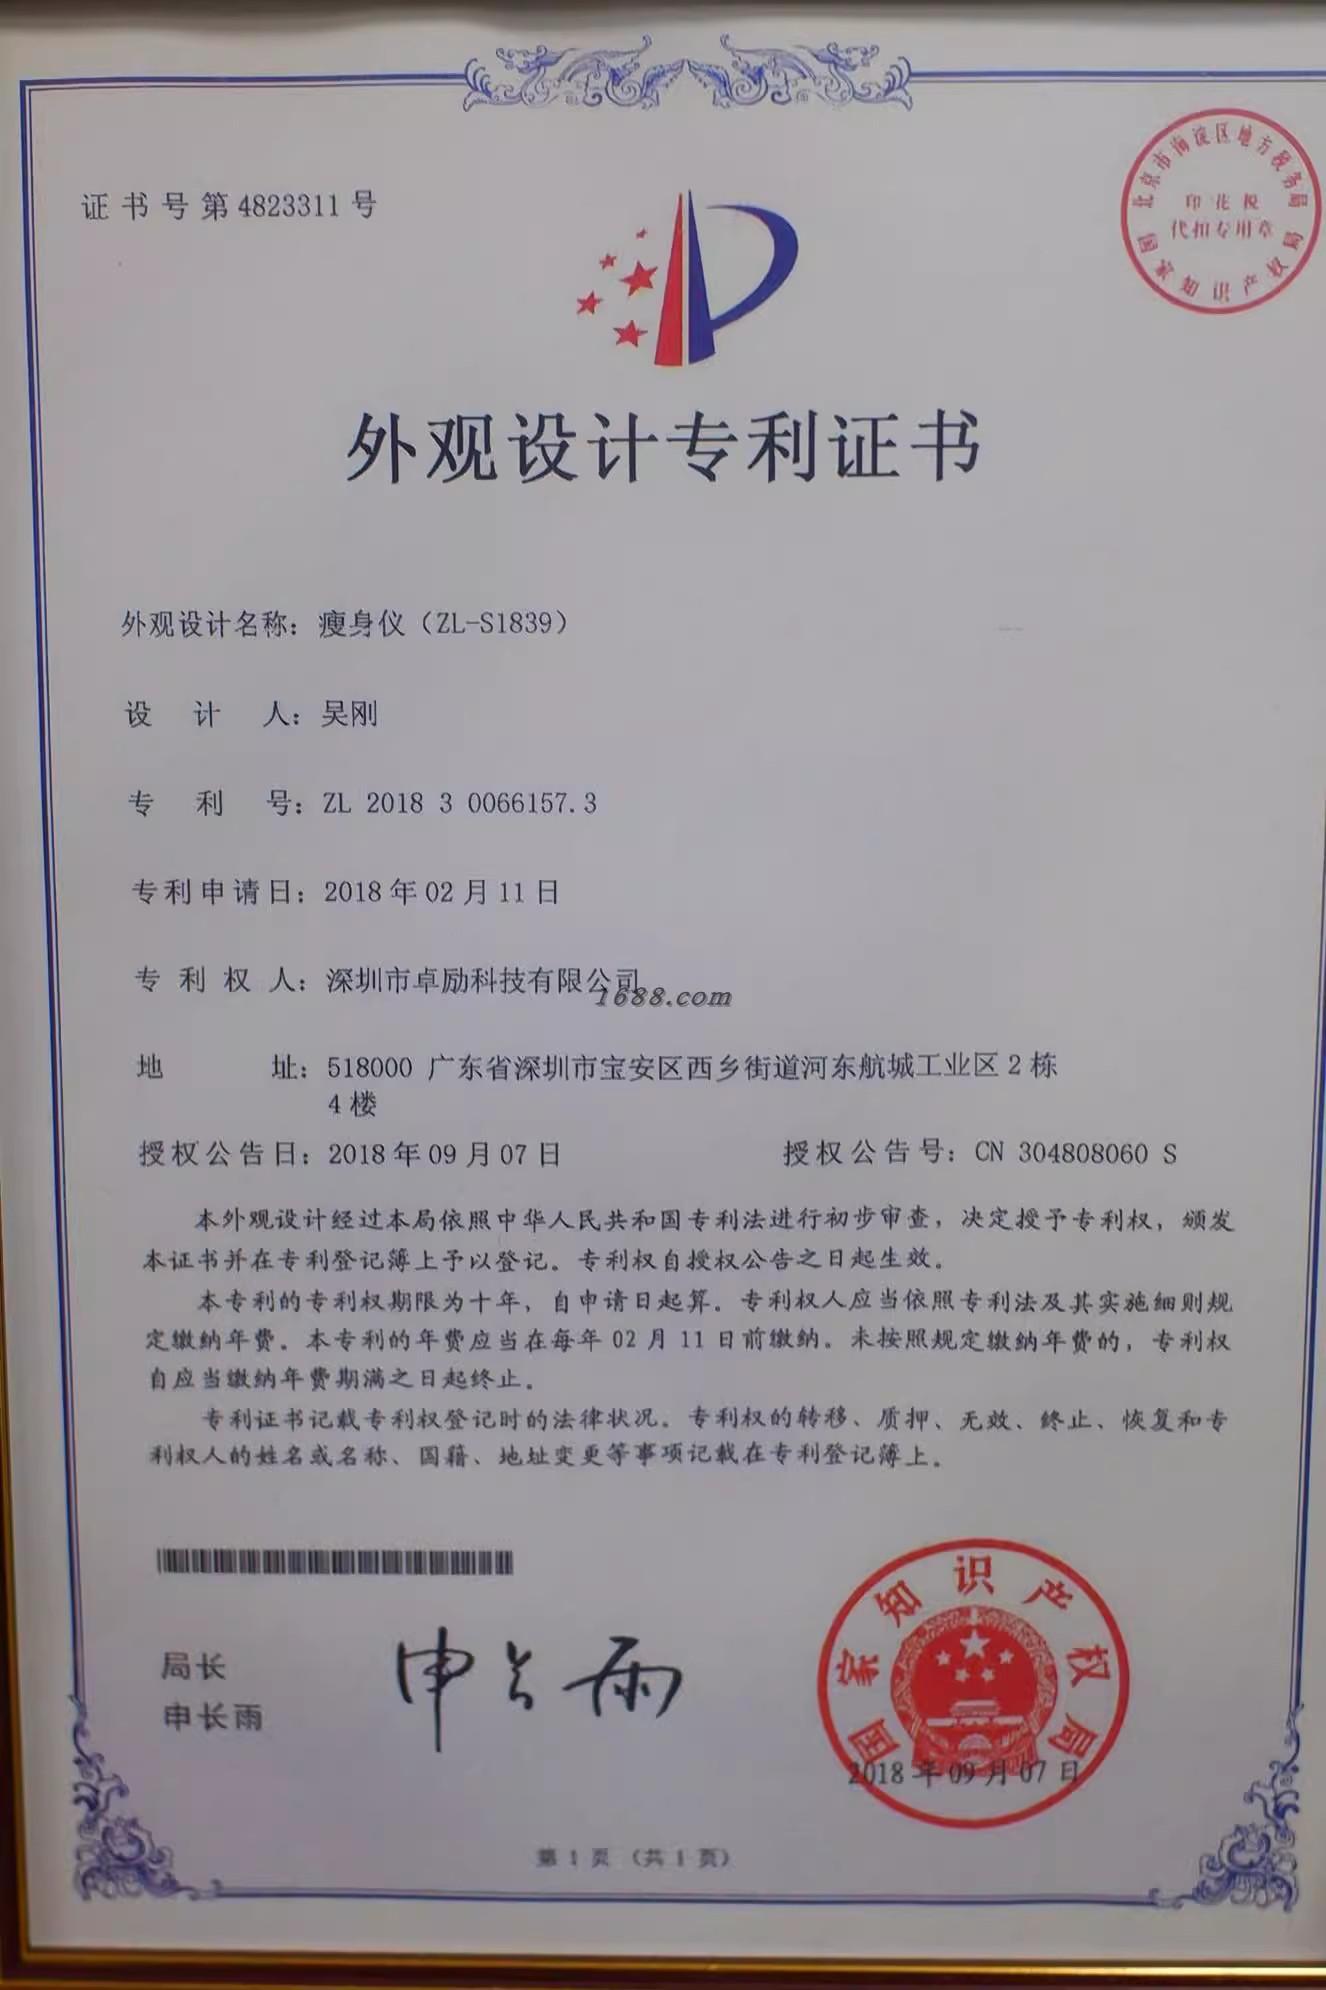 证书号第4823311号
北京市海淀区地方税务局
印花税
代扣专用章
国家知识产权局
外观设计专利证书
外观设计名称：瘦身仪（ZL-S1839）
设计人：吴刚
专利号：ZL 2018 3 0066157.3
专利申请日：2018年02月11日
专利权人：深圳市卓励科技有限公司
1688.com
地址：518000 广东省深圳市宝安区西乡街道河东航城工业区2栋
4楼
授权公告日：2018年09月07日 授权公告号：CN 304808060 S
本外观设计经过本局依照中华人民共和国专利法进行初步审查，决定授予专利权，颁发
本证书并在专利登记簿上予以登记。专利权自授权公告之日起生效。
本专利的专利权期限为十年，自申请日起算。专利权人应当依照专利法及其实施细则规
定缴纳年费。本专利的年费应当在每年02月11日前缴纳。未按照规定缴纳年费的，专利权
自应当缴纳年费期满之日起终止。
专利证书记载专利权登记时的法律状况。专利权的转移、质押、无效、终止、恢复和专
利权人的姓名或名称、国籍、地址变更等事项记载在专利登记簿上。
局长
申长雨
申长雨
国家知识产权局
2018年09月07日
第1页（共1页）